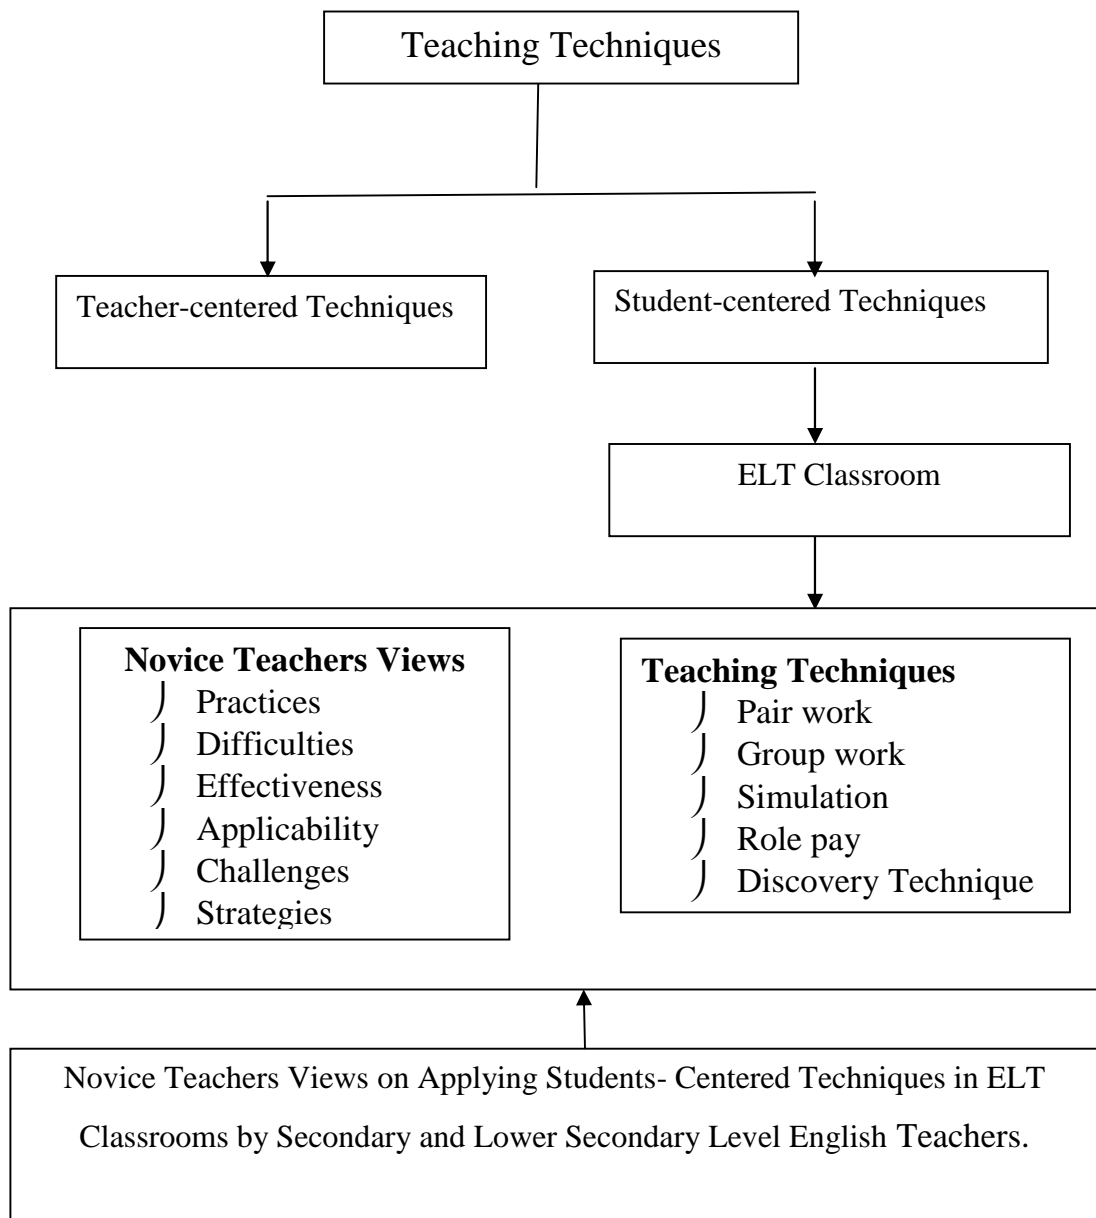 Teaching Techniques
Teacher-centered Techniques
Student-centered Techniques
ELT Classroom
Novice Teachers Views
Practices
Difficulties
Effectiveness
Applicability
Challenges
Strategies
Teaching Techniques
Pair work
Group work
Simulation
Role pay
Discovery Technique
Novice Teachers Views on Applying Students- Centered Techniques in ELT
Classrooms by Secondary and Lower Secondary Level English Teachers.